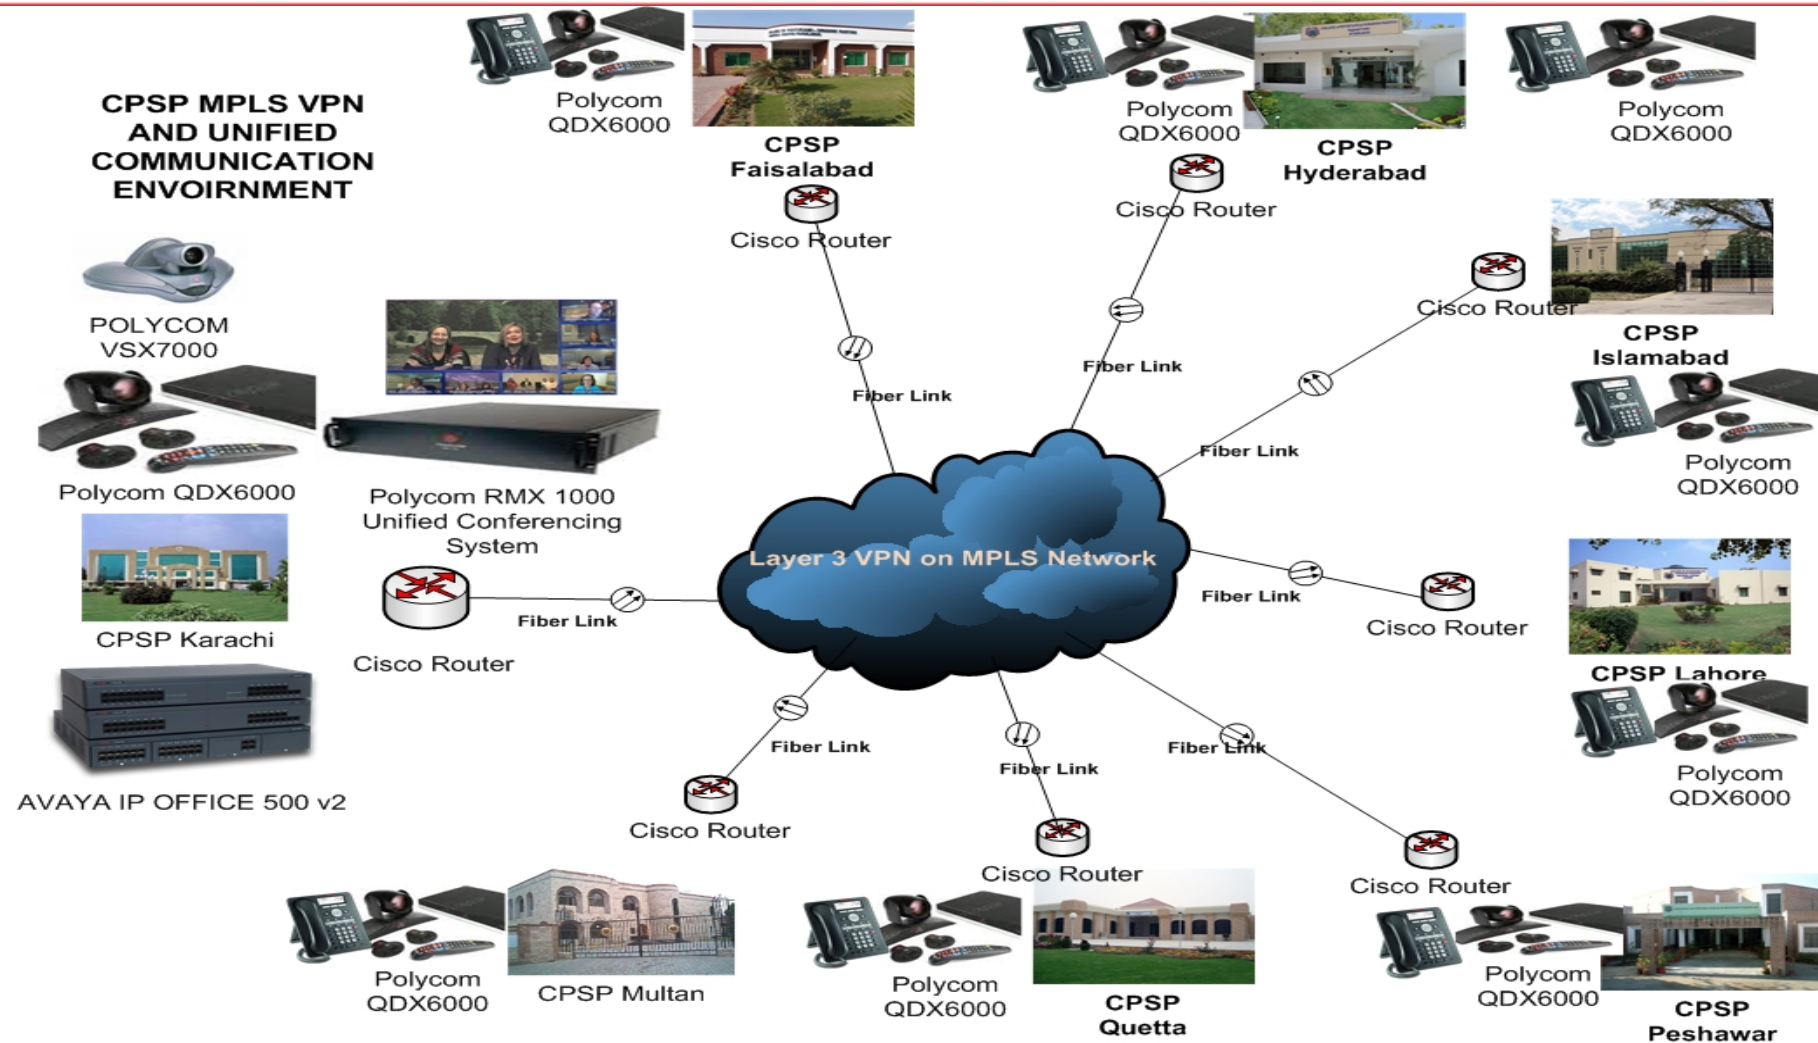 CPSP MPLS VPN
AND UNIFIED
COMMUNICATION
ENVOIRNMENT
Polycom
QDX6000
CPSP
Faisalabad
Cisco Router
Fiber Link
Polycom
QDX6000
CPSP
Hyderabad
Cisco Router
Fiber Link
Polycom
QDX6000
Cisco Router
Fiber Link
CPSP
Islamabad
Polycom
QDX6000
POLYCOM
VSX7000
Polycom QDX6000
Polycom RMX 1000
Unified Conferencing
System
CPSP Karachi
Cisco Router
Fiber Link
AVAYA IP OFFICE 500 v2
Layer 3 VPN on MPLS Network
Fiber Link
Cisco Router
CPSP Lahore
Polycom
QDX6000
Fiber Link
Cisco Router
Polycom
QDX6000
CPSP Multan
Fiber Link
Cisco Router
Polycom
QDX6000
CPSP
Quetta
Fiber Link
Cisco Router
Polycom
QDX6000
CPSP
Peshawar